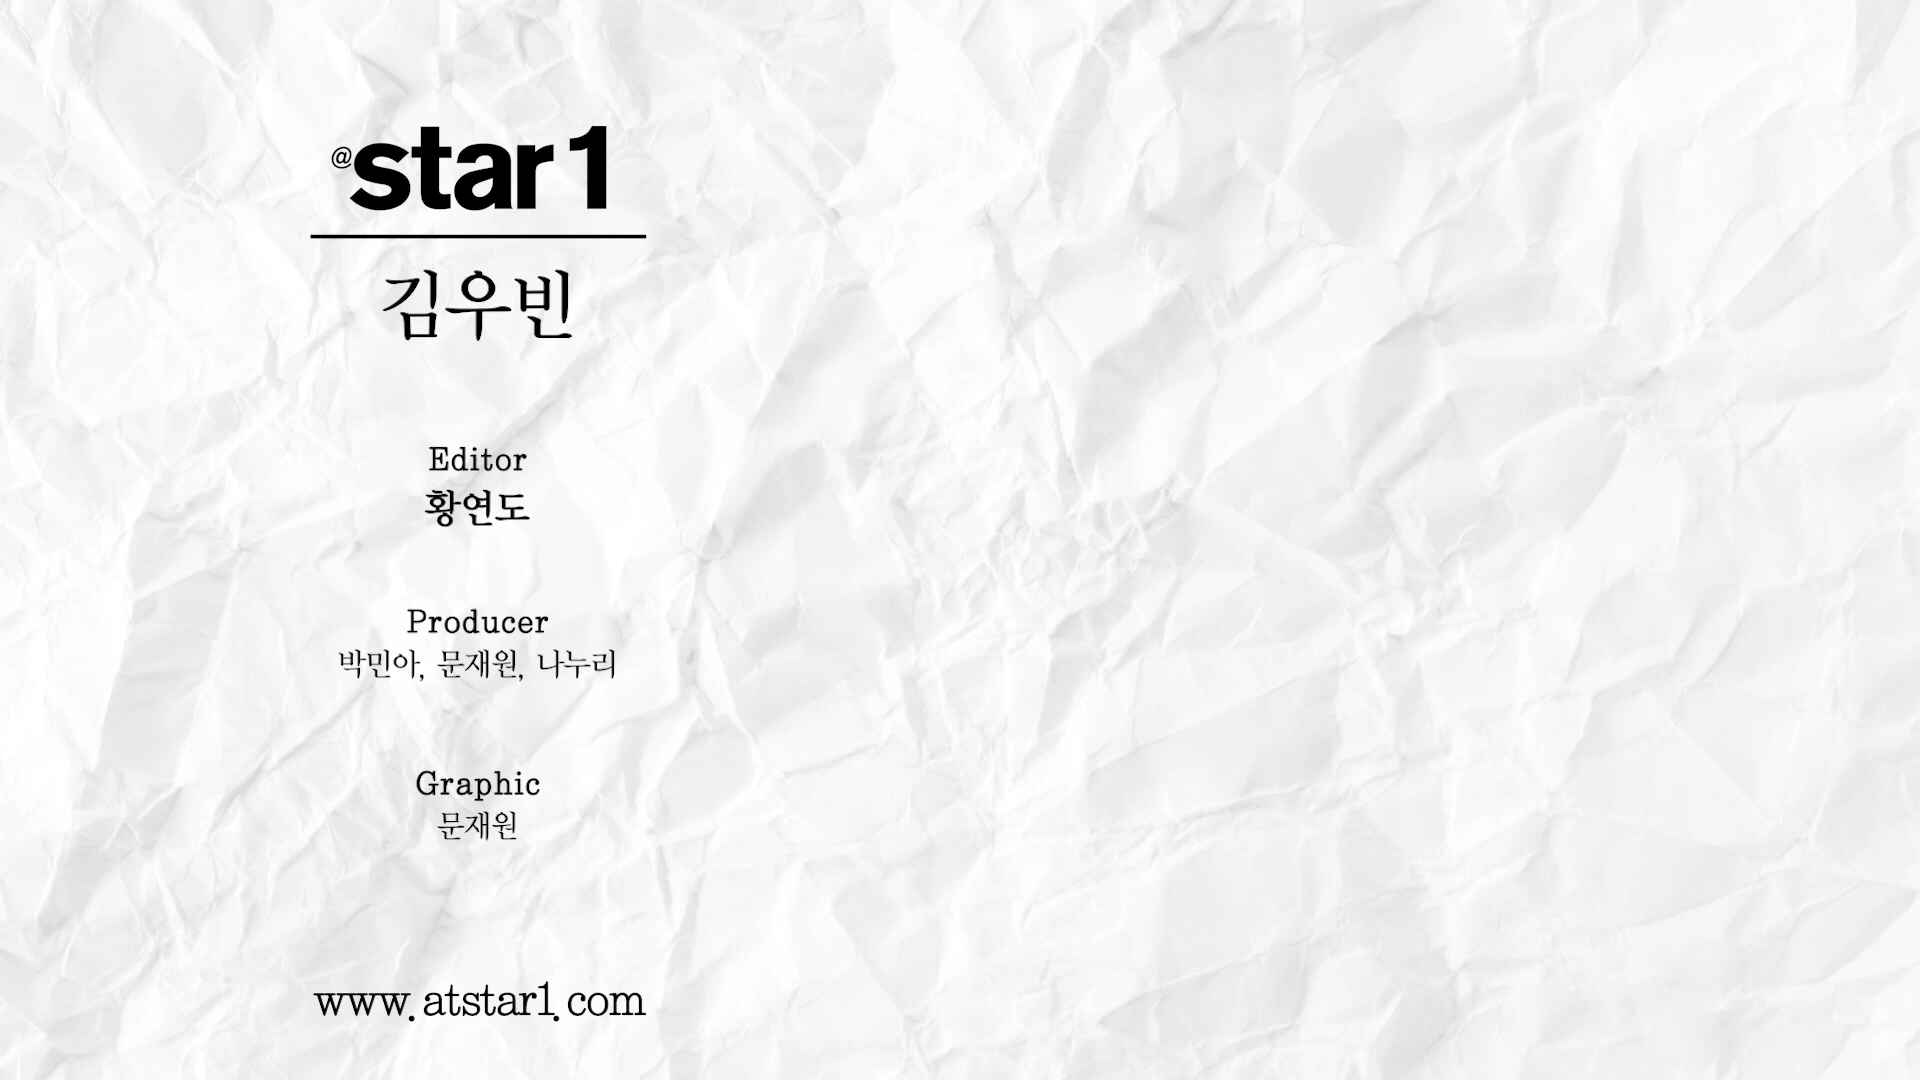 @star1
김우빈
Editor
황연도
Producer
박민아, 문재원, 나누리
Graphic
문재원
www.atstar1.com